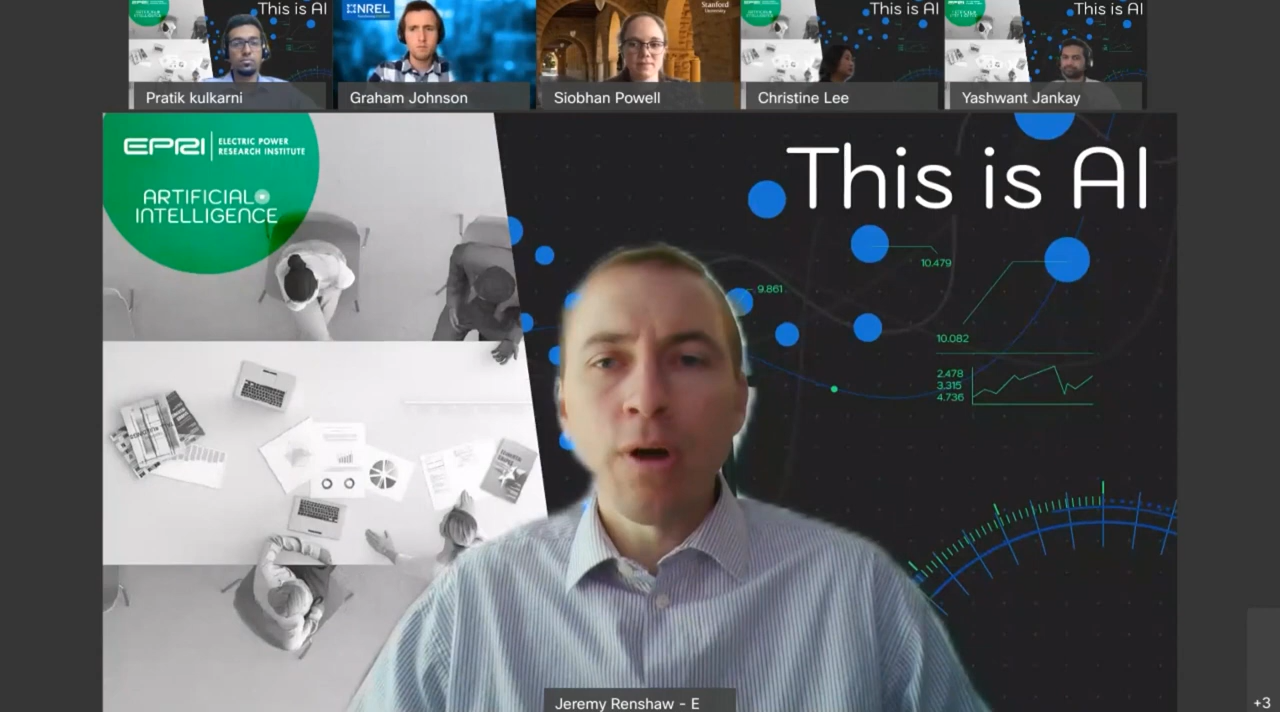 This is AI
NREL
Stanford
University
This is AI
This is AI
Pratik kulkarni
Graham Johnson
Siobhan Powell
Christine Lee
Yashwant Jankay
EPRI
ELECTRIC POWER
RESEARCH INSTITUTE
ARTIFICIAL
INTELLIGENCE
This is AI
10.479
9.861
10.082
2.478
3.315
4.736
Jeremy Renshaw - E
+3